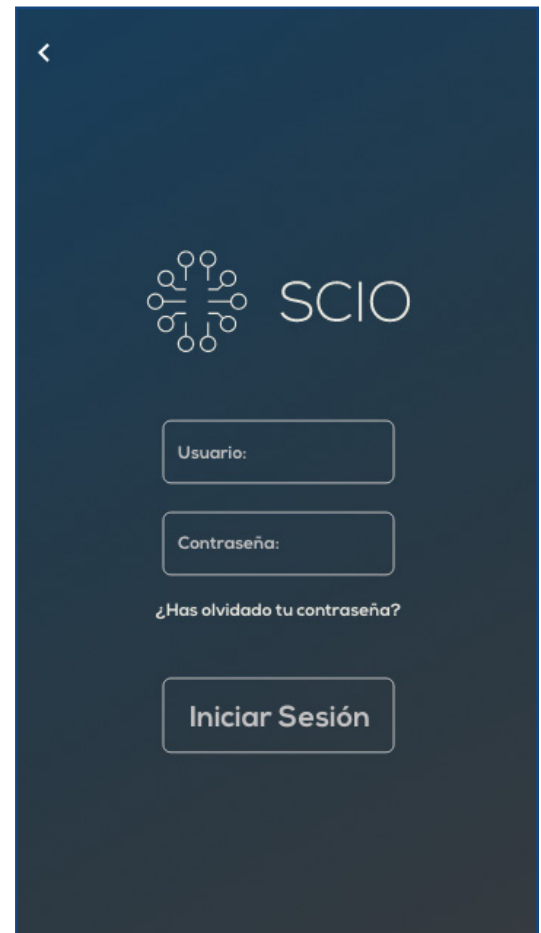 SCIO
Usuario:
Contraseña:
¿Has olvidado tu contraseña?
Iniciar Sesión